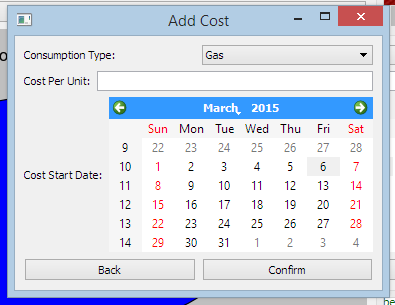 Add Cost
Consumption Type: Gas
Cost Per Unit:
March, 2015
Sun Mon Tue Wed Thu Fri Sat
9 22 23 24 25 26 27 28
10 1 2 3 4 5 6 7
Cost Start Date: 11 8 9 10 11 12 13 14
12 15 16 17 18 19 20 21
13 22 23 24 25 26 27 28
14 29 30 31 1 2 3 4
Back Confirm